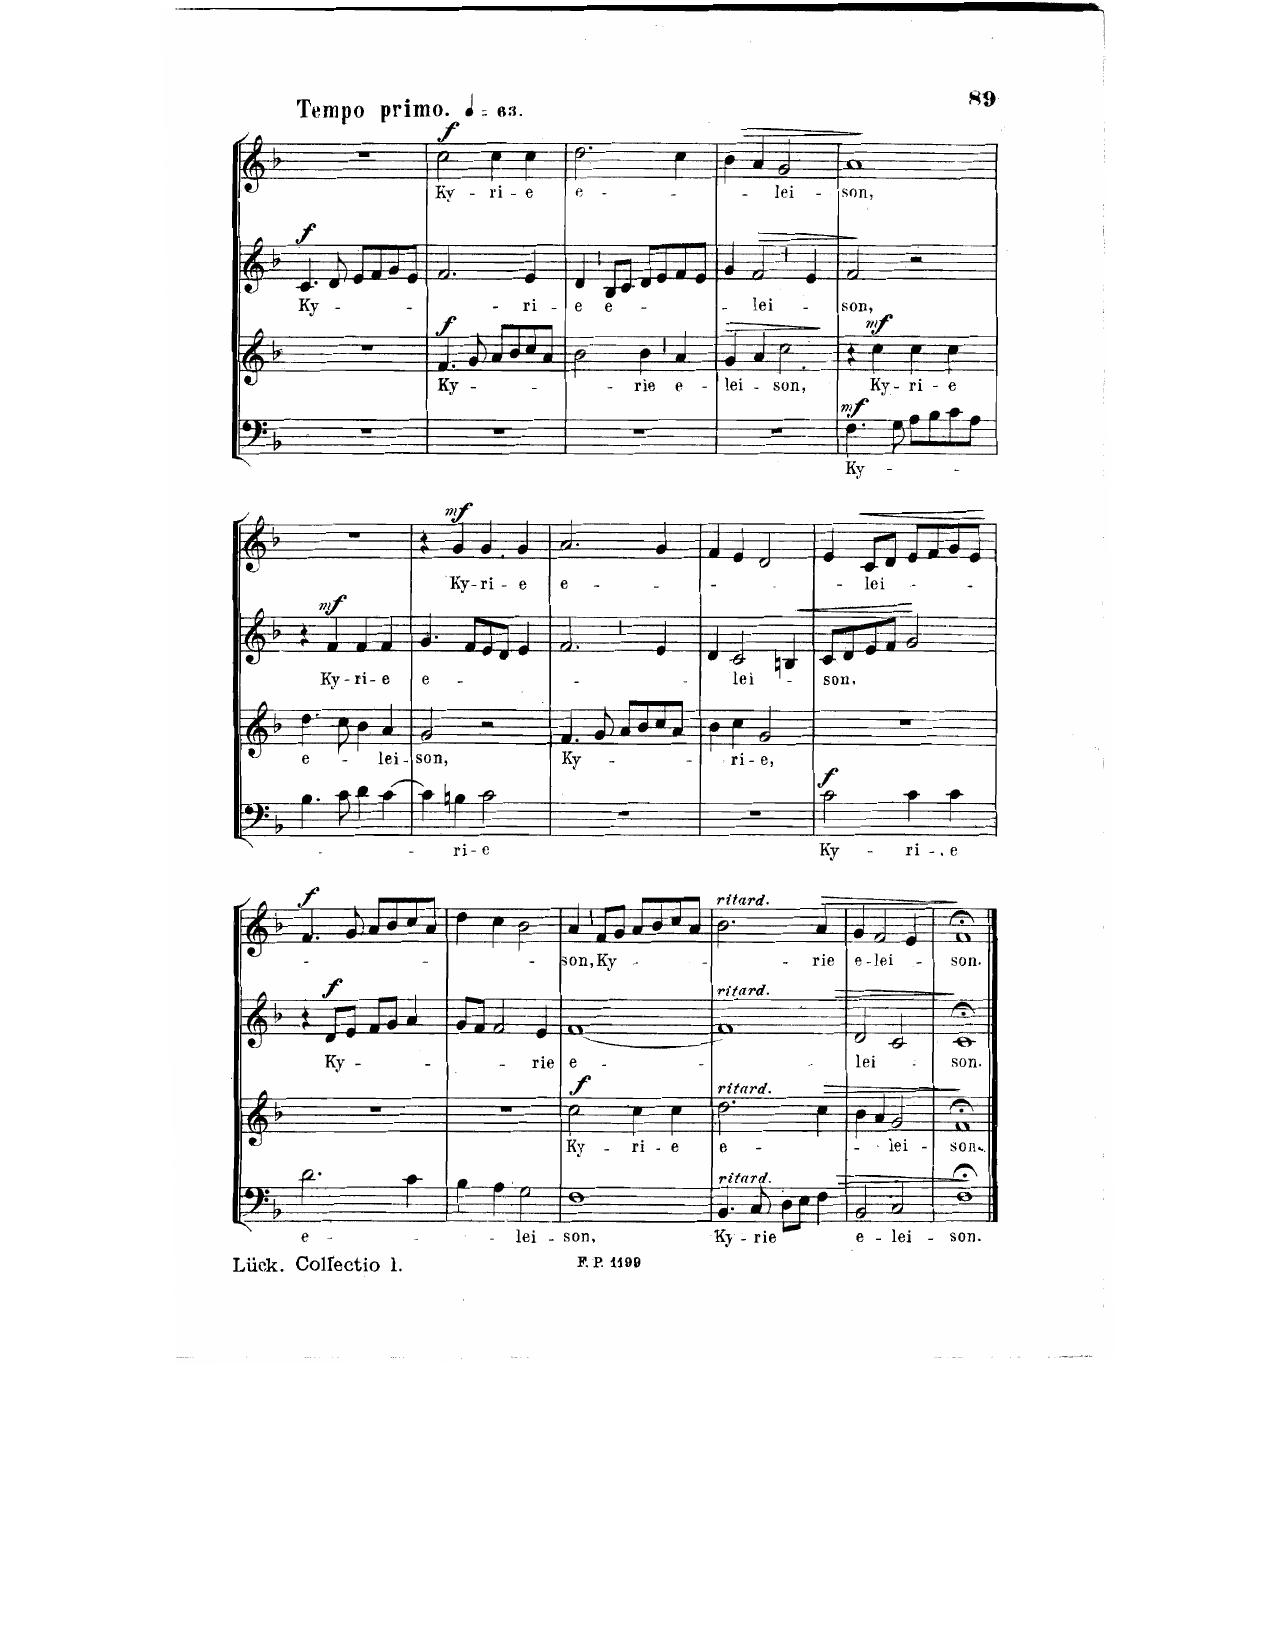 89
Tempo primo. ♩ = 63.
f
Ky - ri - e e - - - lei - son,
f
Ky - - - ri - e e - - - lei - son,
f mf
Ky - - - rie e - lei - son, Ky - ri - e
mf
Ky - -
mf
Ky - ri - e e - - - - lei - -
mf
Ky - ri - e e - - - lei - son.
e - lei - son, Ky - - - ri - e,
f
- - ri - e Ky - ri - e
f ritard.
- - - - son, Ky - - - rie e - lei - son.
f ritard.
Ky - - - rie e - - lei - son.
f ritard.
Ky - ri - e e - - lei - son.
ritard.
e - - - lei - son, Ky - rie e - lei - son.
Lück. Collectio I. F. P. 1199